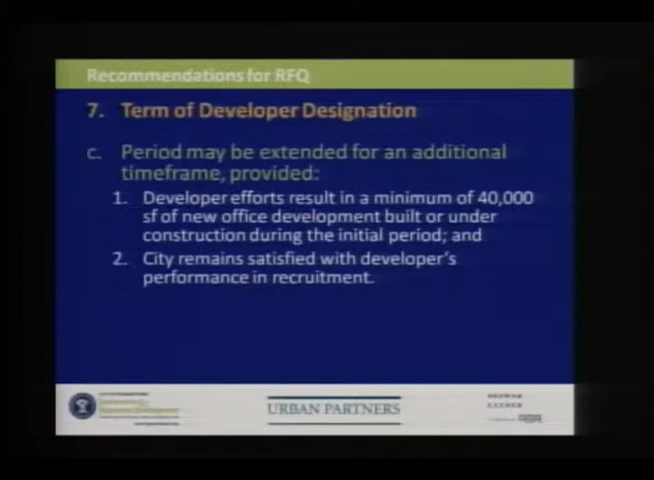 Recommendations for RFQ
7. Term of Developer Designation
c. Period may be extended for an additional
timeframe, provided:
1. Developer efforts result in a minimum of 40,000
sf of new office development built or under
construction during the initial period; and
2. City remains satisfied with developer's
performance in recruitment.
URBAN PARTNERS